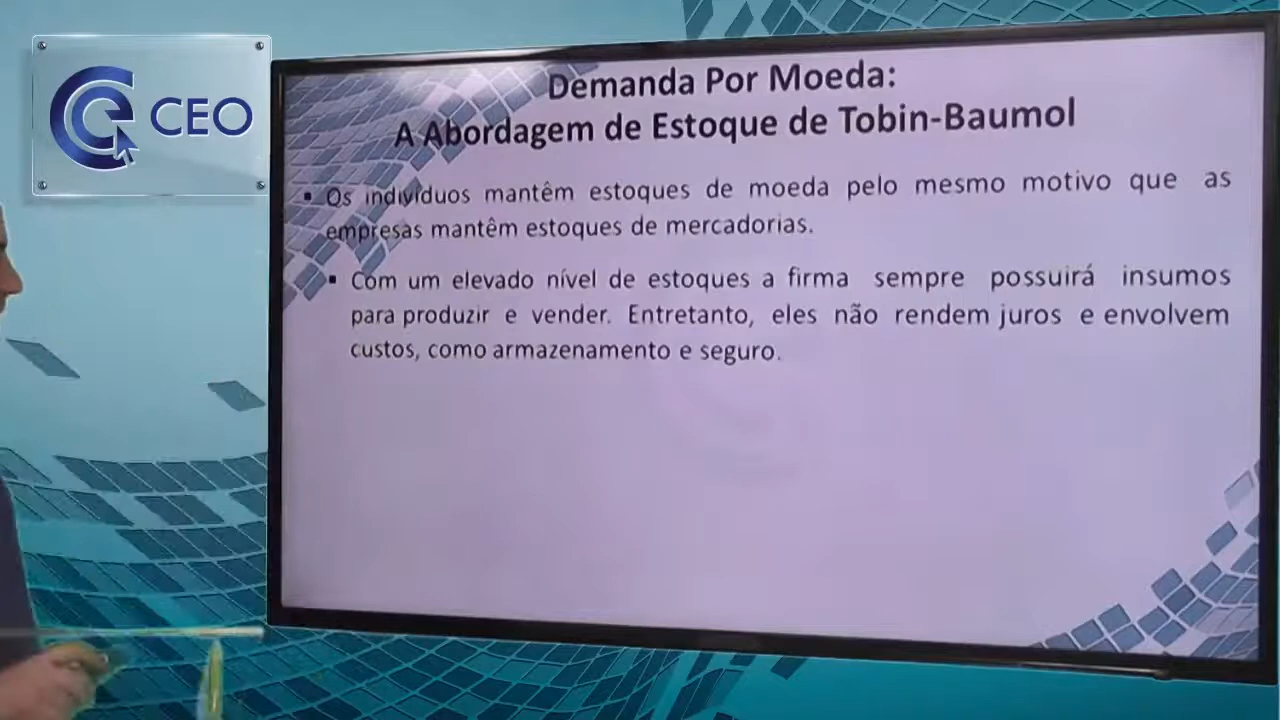 CEO
Demanda Por Moeda:
A Abordagem de Estoque de Tobin-Baumol
▪ Os indivíduos mantêm estoques de moeda pelo mesmo motivo que as
empresas mantêm estoques de mercadorias.
▪ Com um elevado nível de estoques a firma sempre possuirá insumos
para produzir e vender. Entretanto, eles não rendem juros e envolvem
custos, como armazenamento e seguro.